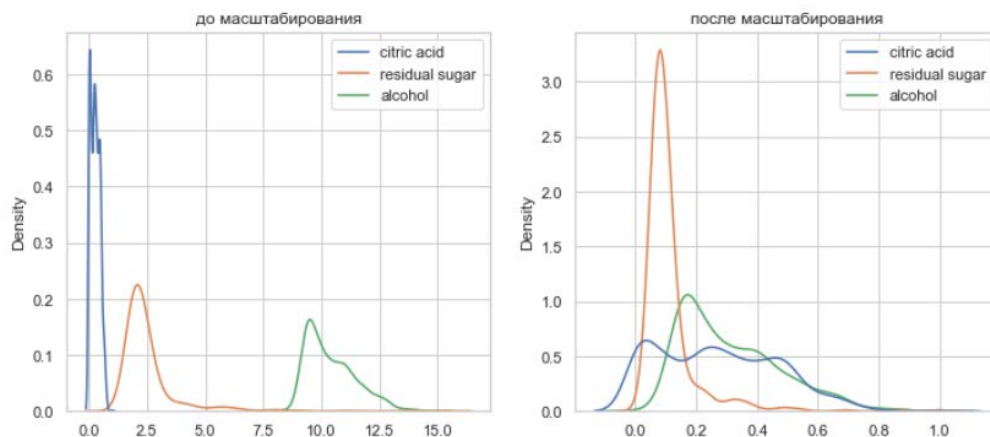 до масштабирования
citric acid
residual sugar
alcohol
Density
0.6
0.5
0.4
0.3
0.2
0.1
0.0
0.0 2.5 5.0 7.5 10.0 12.5 15.0
после масштабирования
citric acid
residual sugar
alcohol
Density
3.0
2.5
2.0
1.5
1.0
0.5
0.0
0.0 0.2 0.4 0.6 0.8 1.0